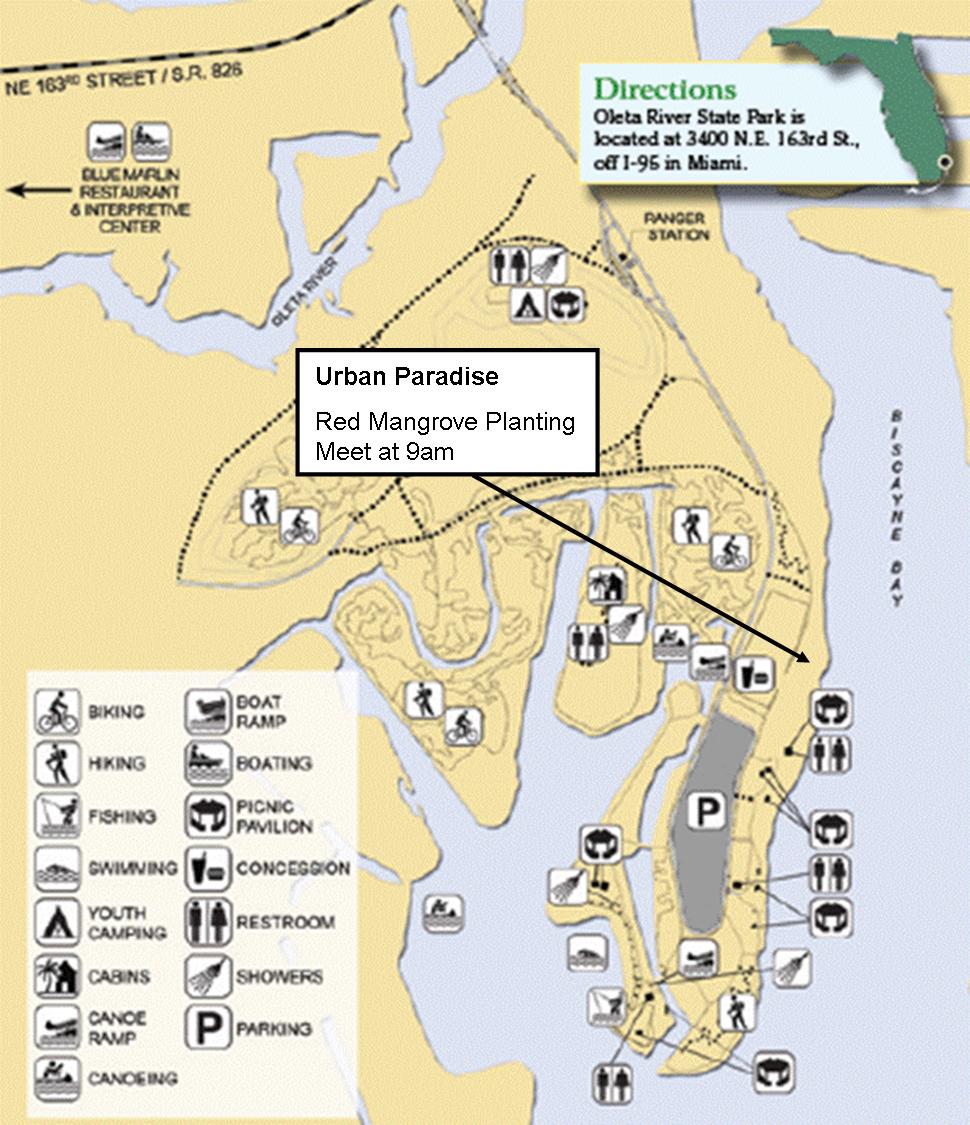 NE 163RD STREET / S.R. 826
Directions
Oleta River State Park is
located at 3400 N.E. 163rd St.,
off I-95 in Miami.
BLUE MARLIN
RESTAURANT
& INTERPRETIVE
CENTER
RANGER
STATION
OLETA RIVER
Urban Paradise
Red Mangrove Planting
Meet at 9am
BISCAYNE BAY
P
BIKING
HIKING
FISHING
SWIMMING
YOUTH
CAMPING
CABINS
CANOE
RAMP
CANOEING
BOAT
RAMP
BOATING
PICNIC
PAVILION
CONCESSION
RESTROOM
SHOWERS
P PARKING